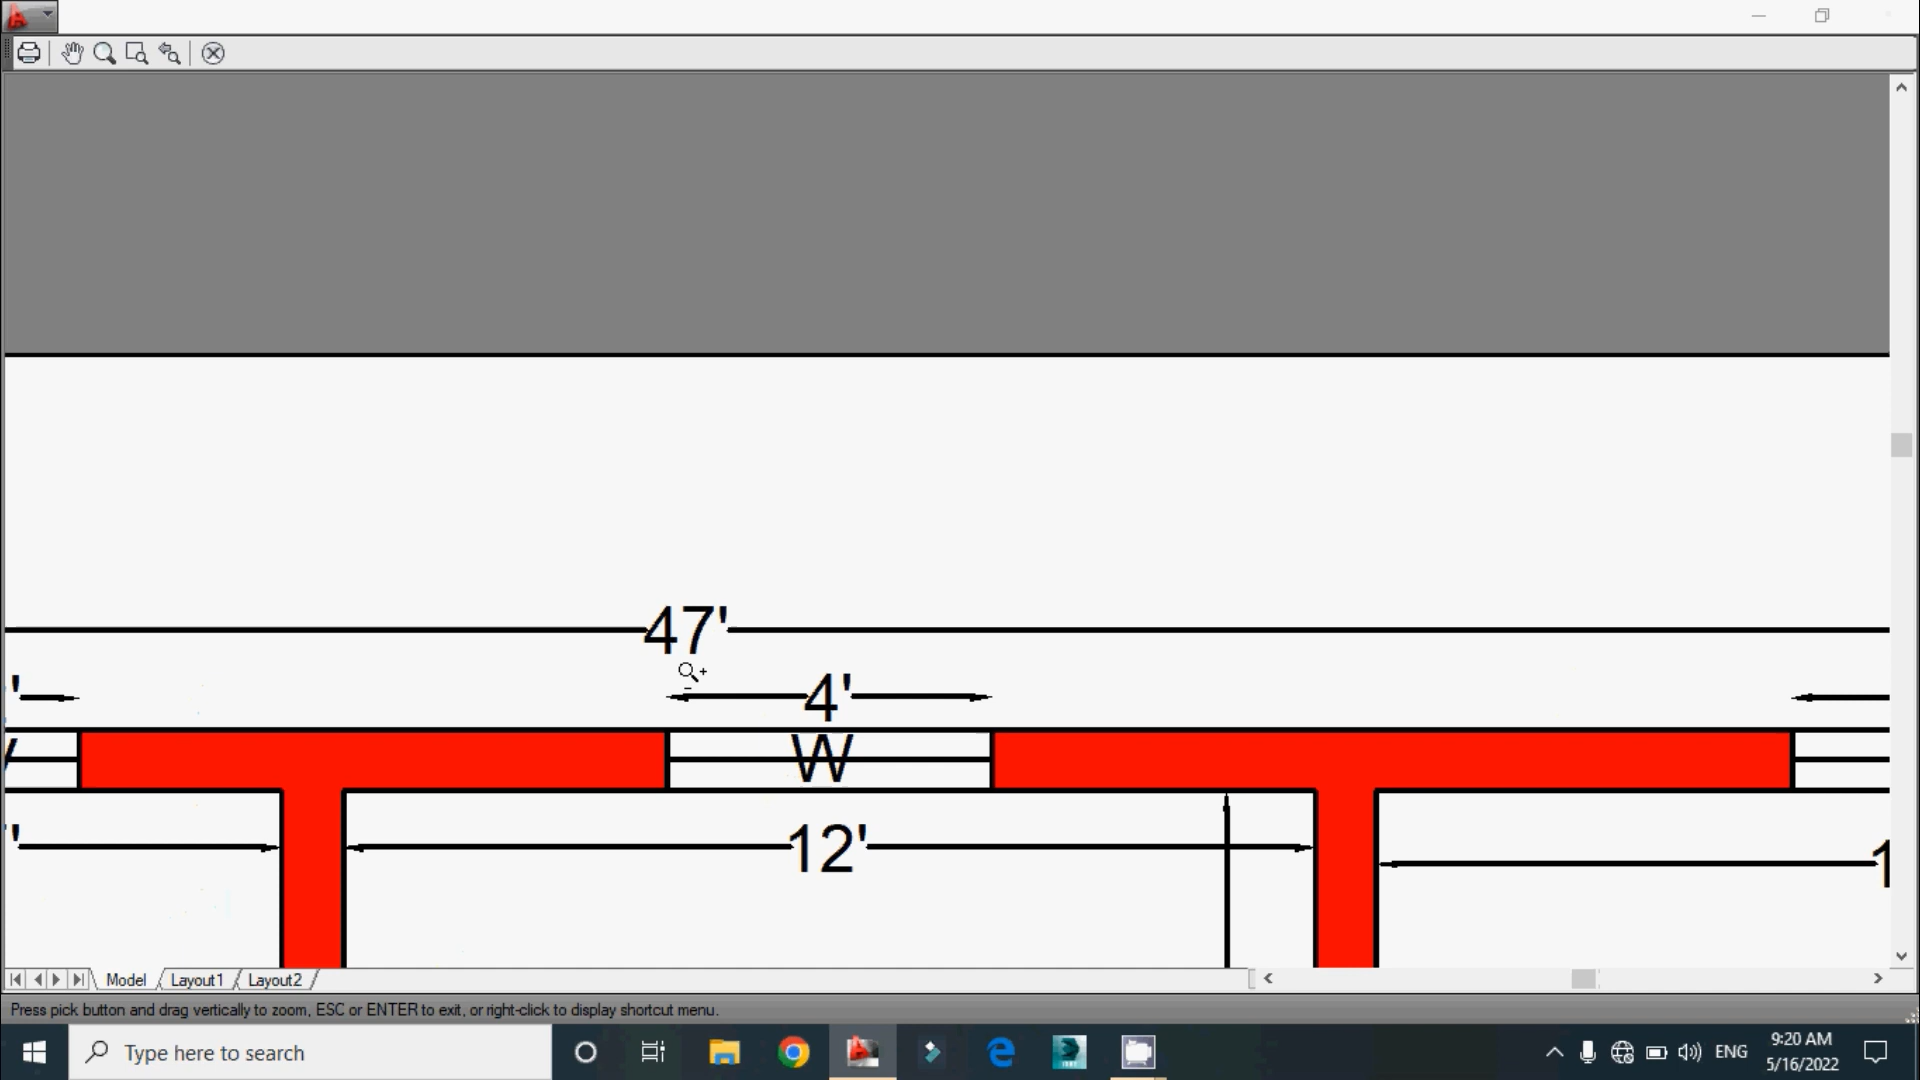 47'
4'
W
12'
Model
Layout1
Layout2
Press pick button and drag vertically to zoom, ESC or ENTER to exit, or right-click to display shortcut menu.
Type here to search
ENG
9:20 AM
5/16/2022